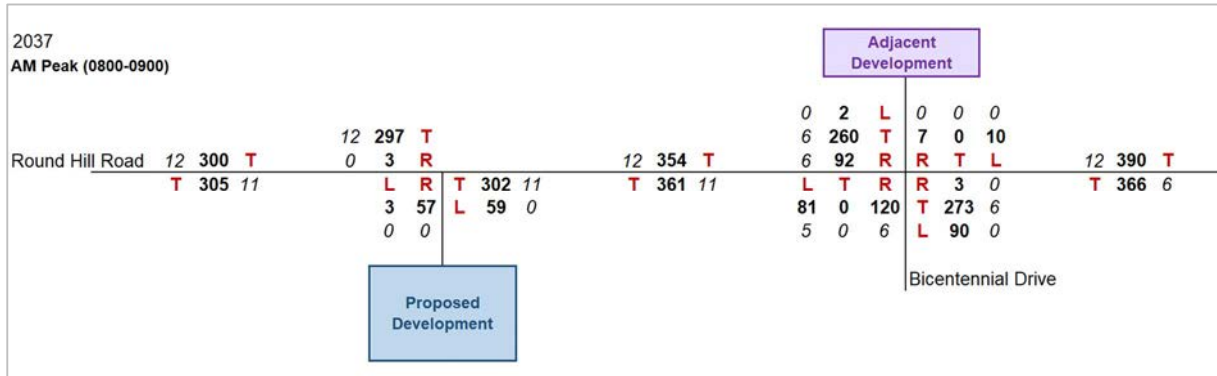 2037
AM Peak (0800-0900)
Adjacent
Development
0 2 L 0 0 0
12 297 T 6 260 T 7 0 10
Round Hill Road 12 300 T 0 3 R 12 354 T 6 92 R R T L 12 390 T
T 305 11 L R T 302 11 T 361 11 L T R R 3 0 T 366 6
3 57 L 59 0 81 0 120 T 273 6
0 0 5 0 6 L 90 0
Bicentennial Drive
Proposed
Development